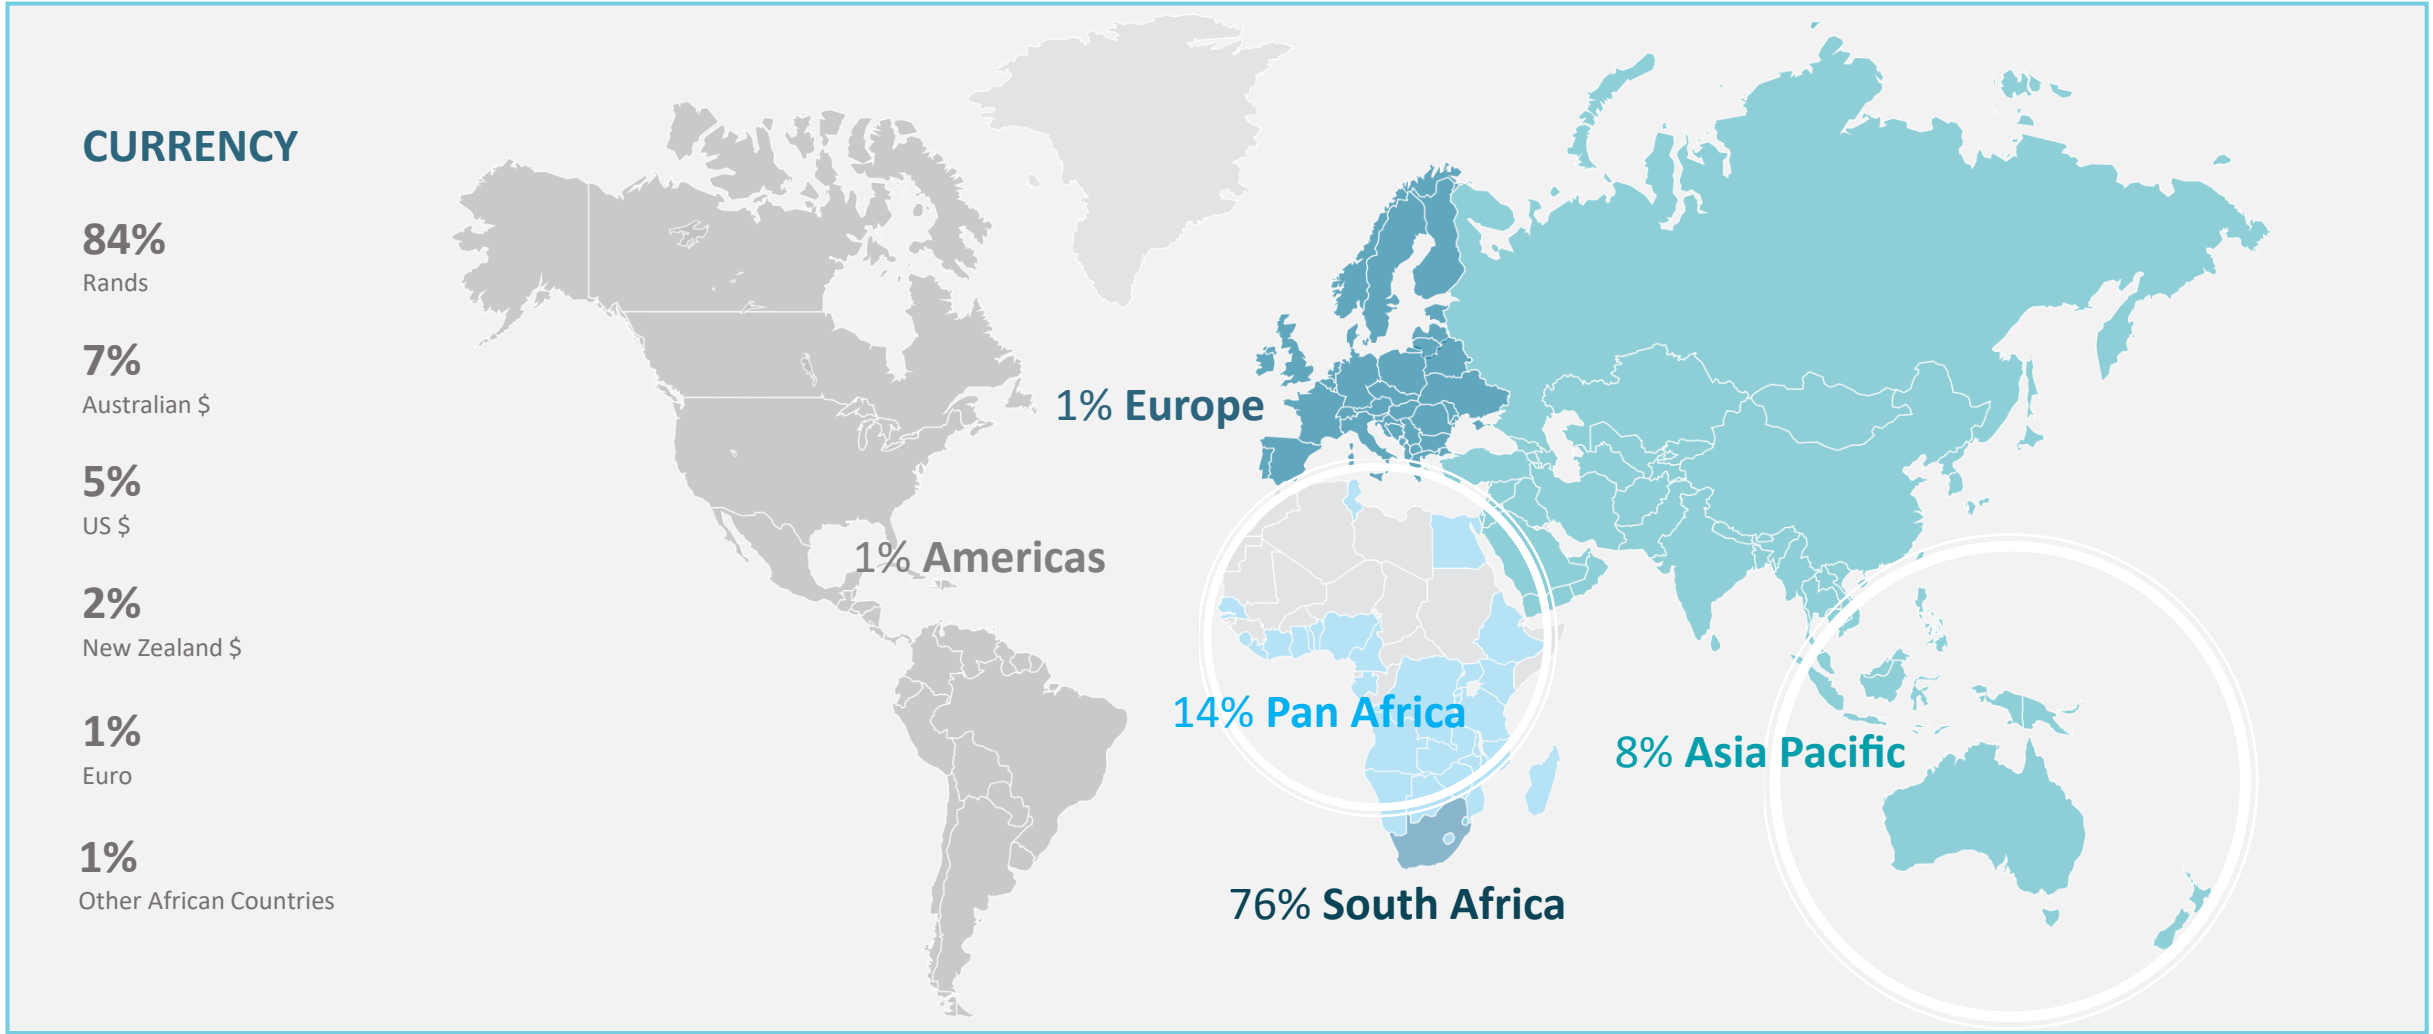 CURRENCY
84%
Rands
7%
Australian $
5%
US $
2%
New Zealand $
1%
Euro
1%
Other African Countries
1% Europe
1% Americas
14% Pan Africa
8% Asia Pacific
76% South Africa